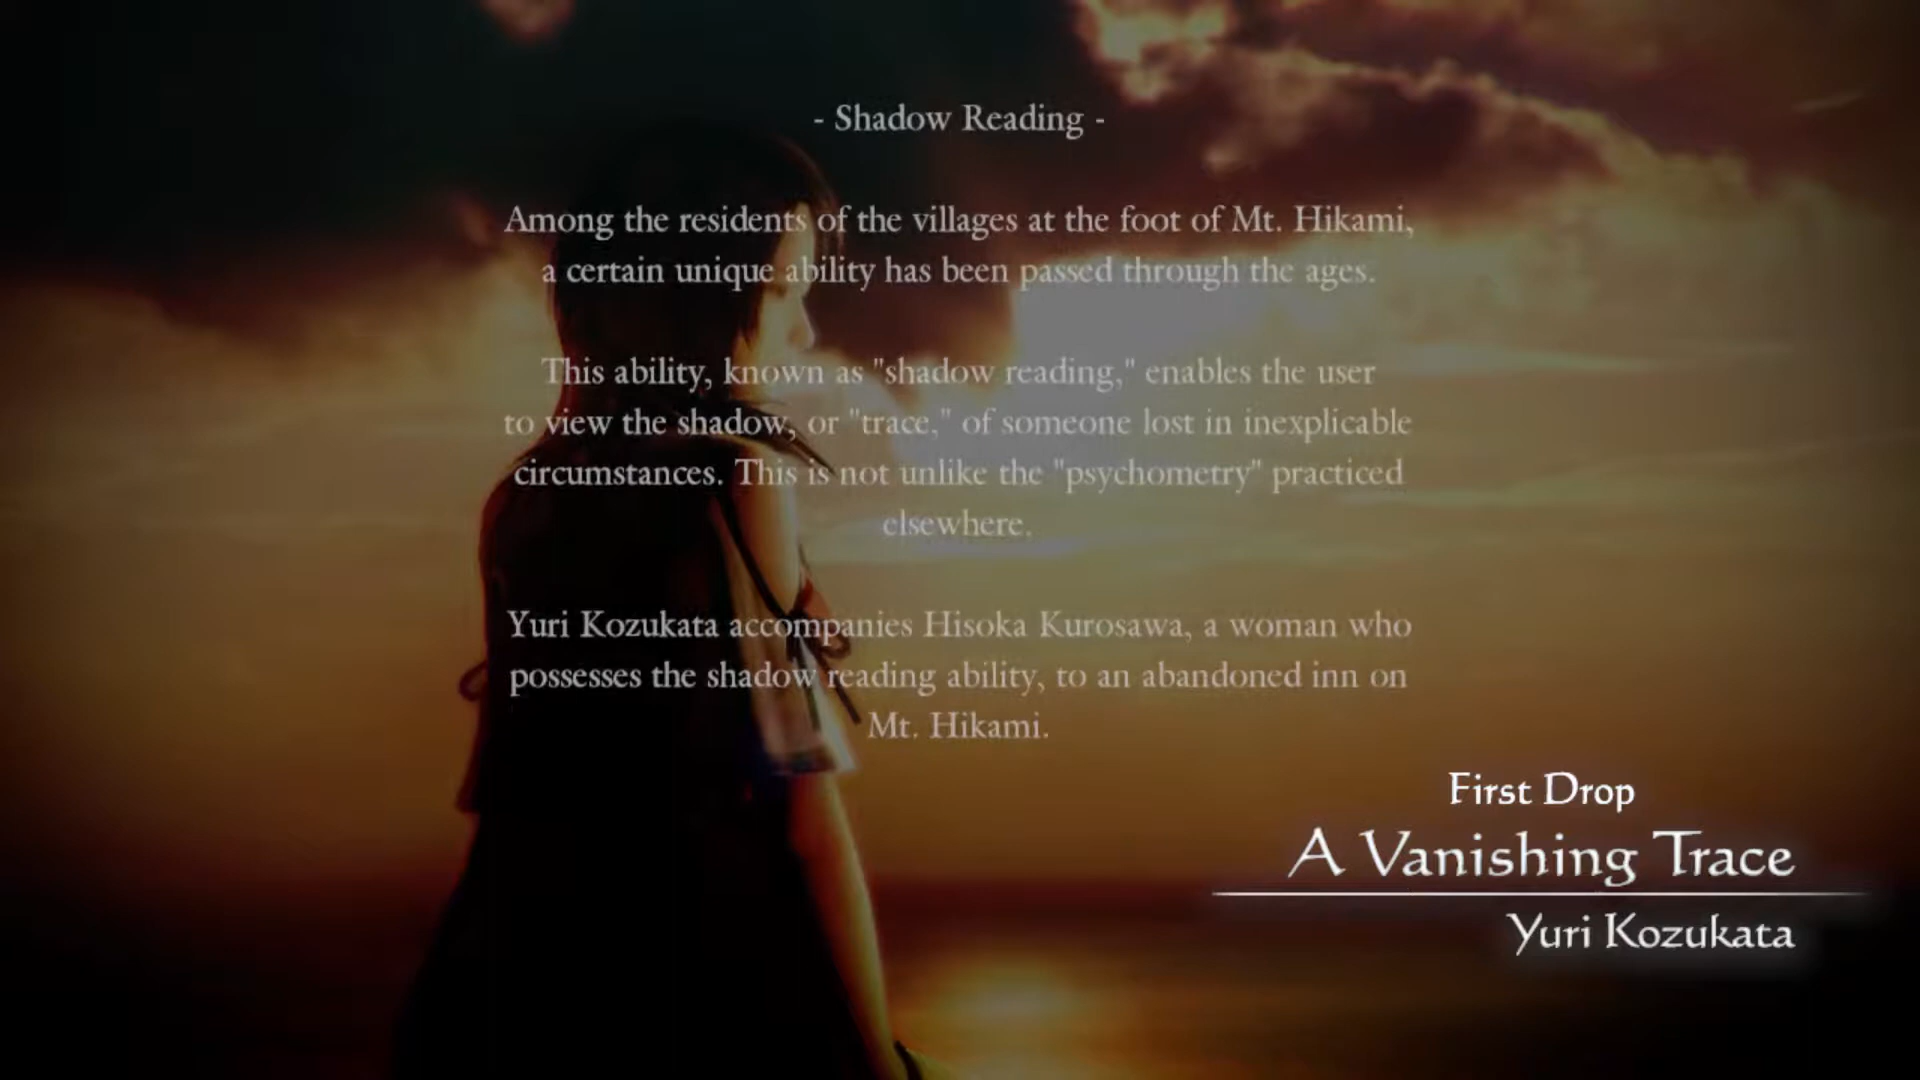 - Shadow Reading -
Among the residents of the villages at the foot of Mt. Hikami,
a certain unique ability has been passed through the ages.
This ability, known as "shadow reading," enables the user
to view the shadow, or "trace," of someone lost in inexplicable
circumstances. This is not unlike the "psychometry" practiced
elsewhere.
Yuri Kozukata accompanies Hisoka Kurosawa, a woman who
possesses the shadow reading ability, to an abandoned inn on
Mt. Hikami.
First Drop
A Vanishing Trace
Yuri Kozukata